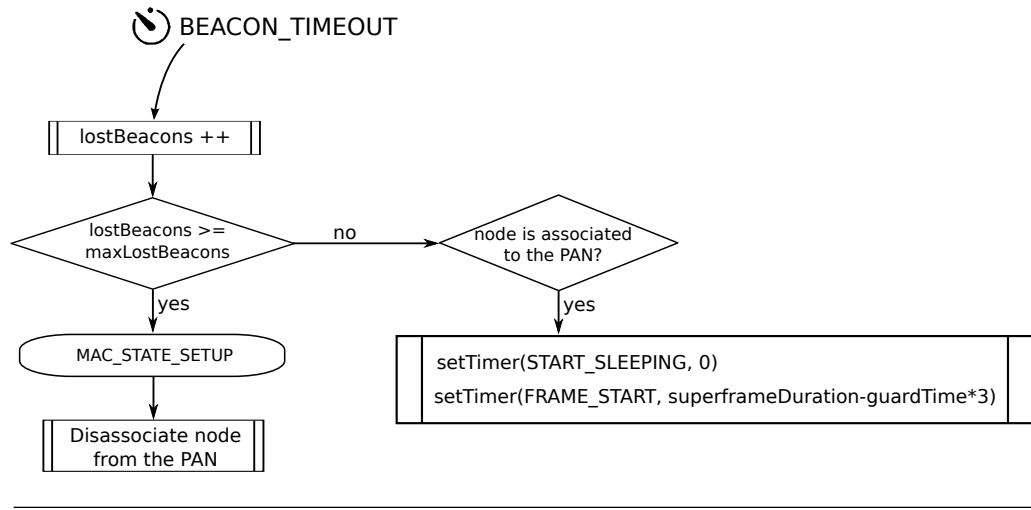 BEACON_TIMEOUT
lostBeacons ++
lostBeacons >=
maxLostBeacons
no
node is associated
to the PAN?
yes
yes
MAC_STATE_SETUP
setTimer(START_SLEEPING, 0)
setTimer(FRAME_START, superframeDuration-guardTime*3)
Disassociate node
from the PAN